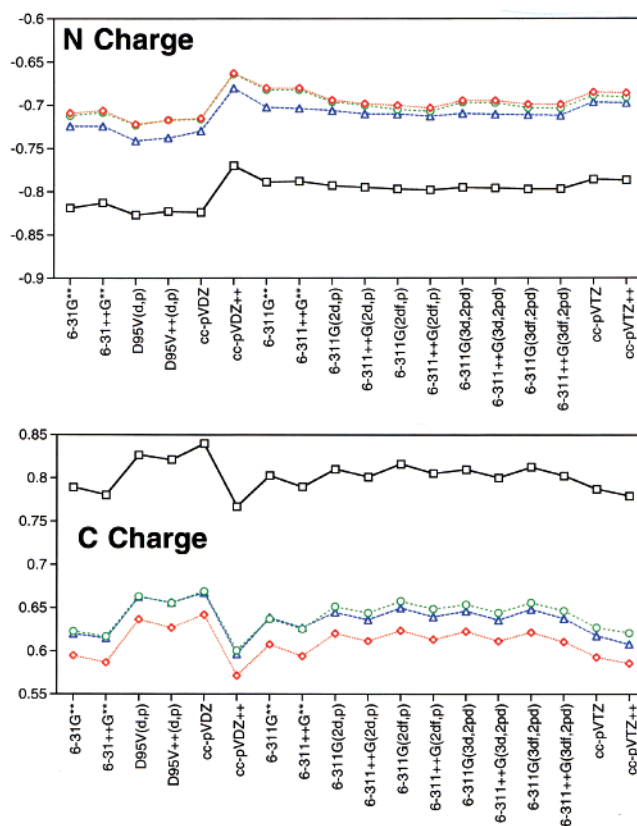 -0.6
-0.65
-0.7
-0.75
-0.8
-0.85
-0.9
N Charge
6-31G**
6-31++G**
D95V(d,p)
D95V++(d,p)
cc-pVDZ
cc-pVDZ++
6-311G**
6-311++G**
6-311G(2d,p)
6-311++G(2d,p)
6-311G(2df,p)
6-311++G(2df,p)
6-311G(3d,2pd)
6-311++G(3d,2pd)
6-311G(3df,2pd)
6-311++G(3df,2pd)
cc-pVTZ
cc-pVTZ++
0.85
0.8
0.75
0.7
0.65
0.6
0.55
C Charge
6-31G**
6-31++G**
D95V(d,p)
D95V++(d,p)
cc-pVDZ
cc-pVDZ++
6-311G**
6-311++G**
6-311G(2d,p)
6-311++G(2d,p)
6-311G(2df,p)
6-311++G(2df,p)
6-311G(3d,2pd)
6-311++G(3d,2pd)
6-311G(3df,2pd)
6-311++G(3df,2pd)
cc-pVTZ
cc-pVTZ++